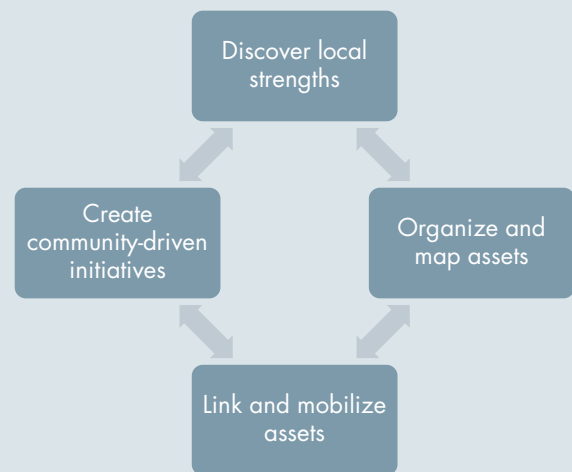 Discover local
strengths
Create
community-driven
initiatives
Organize and
map assets
Link and mobilize
assets